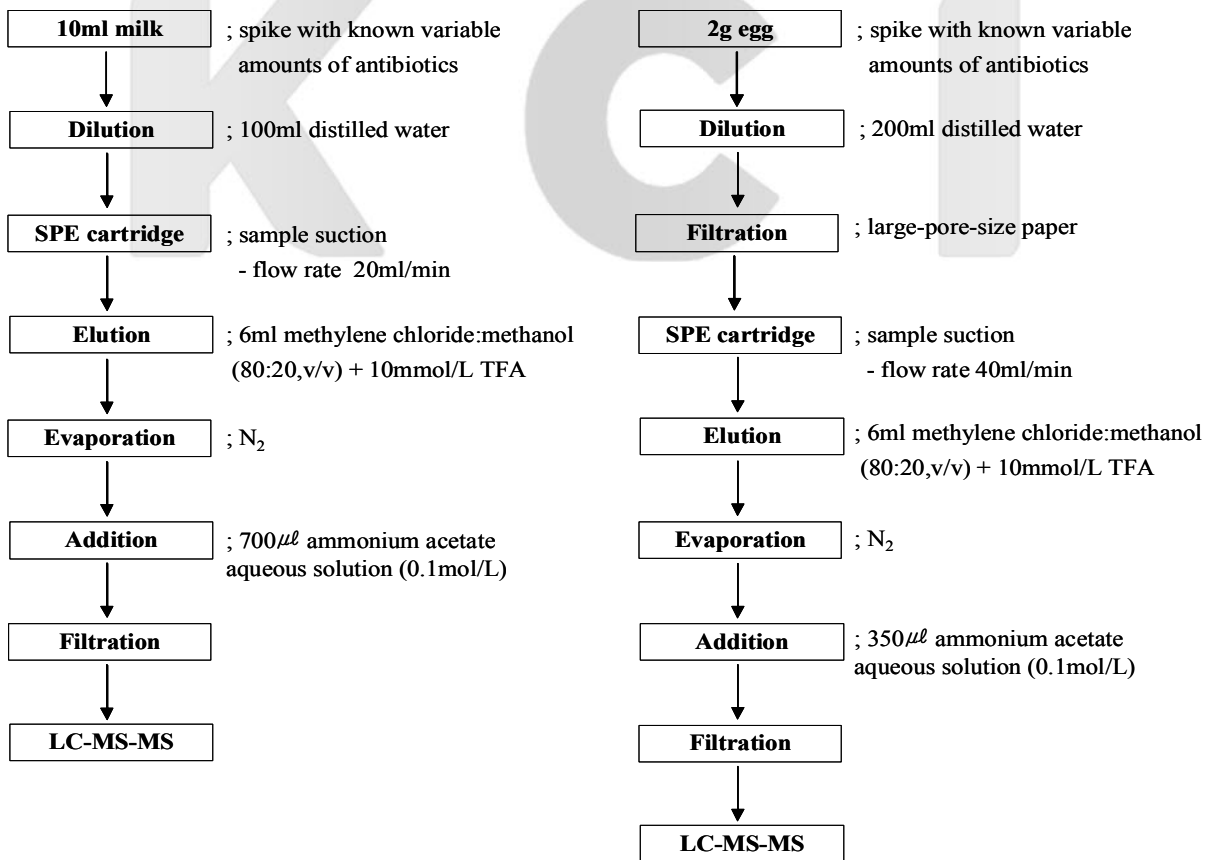 10ml milk ; spike with known variable
amounts of antibiotics
Dilution ; 100ml distilled water
SPE cartridge ; sample suction
- flow rate 20ml/min
Elution ; 6ml methylene chloride:methanol
(80:20,v/v) + 10mmol/L TFA
Evaporation ; N₂
Addition ; 700㎕ ammonium acetate
aqueous solution (0.1mol/L)
Filtration
LC-MS-MS
2g egg ; spike with known variable
amounts of antibiotics
Dilution ; 200ml distilled water
Filtration ; large-pore-size paper
SPE cartridge ; sample suction
- flow rate 40ml/min
Elution ; 6ml methylene chloride:methanol
(80:20,v/v) + 10mmol/L TFA
Evaporation ; N₂
Addition ; 350㎕ ammonium acetate
aqueous solution (0.1mol/L)
Filtration
LC-MS-MS
K C I